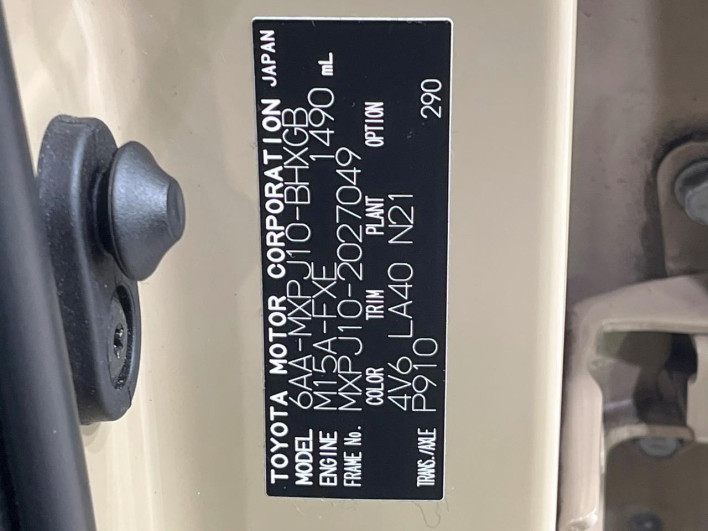 TOYOTA MOTOR CORPORATION JAPAN
MODEL 6AA-MXPJ10-BHXGB
ENGINE M15A-FXE 1490 mL
FRAME No. MXPJ10-2027049
COLOR TRIM PLANT OPTION
4V6 LA40 N21
TRANS./AXLE P910 290